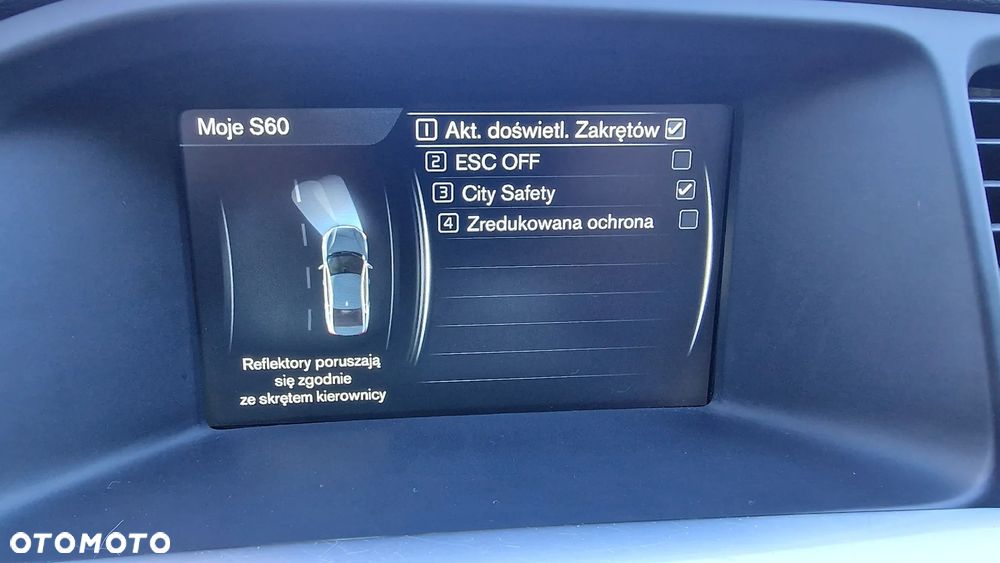 Moje S60
1 Akt. doświetl. Zakrętów
2 ESC OFF
3 City Safety
4 Zredukowana ochrona
Reflektory poruszają
się zgodnie
ze skrętem kierownicy
OTOMOTO